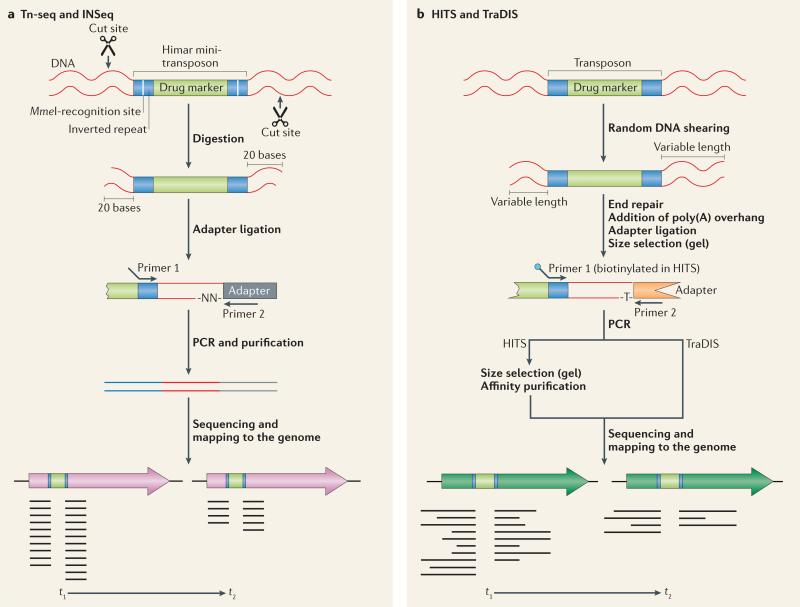 a Tn-seq and INSeq
Cut site
DNA
Himar mini-
transposon
Drug marker
MmeI-recognition site
Inverted repeat
Cut site
Digestion
20 bases
20 bases
Adapter ligation
Primer 1
-NN-
Adapter
Primer 2
PCR and purification
Sequencing and
mapping to the genome
t1
t2
b HITS and TraDIS
Transposon
Drug marker
Random DNA shearing
Variable length
Variable length
End repair
Addition of poly(A) overhang
Adapter ligation
Size selection (gel)
Primer 1 (biotinylated in HITS)
-T-
Adapter
Primer 2
PCR
HITS
TraDIS
Size selection (gel)
Affinity purification
Sequencing and
mapping to the genome
t1
t2